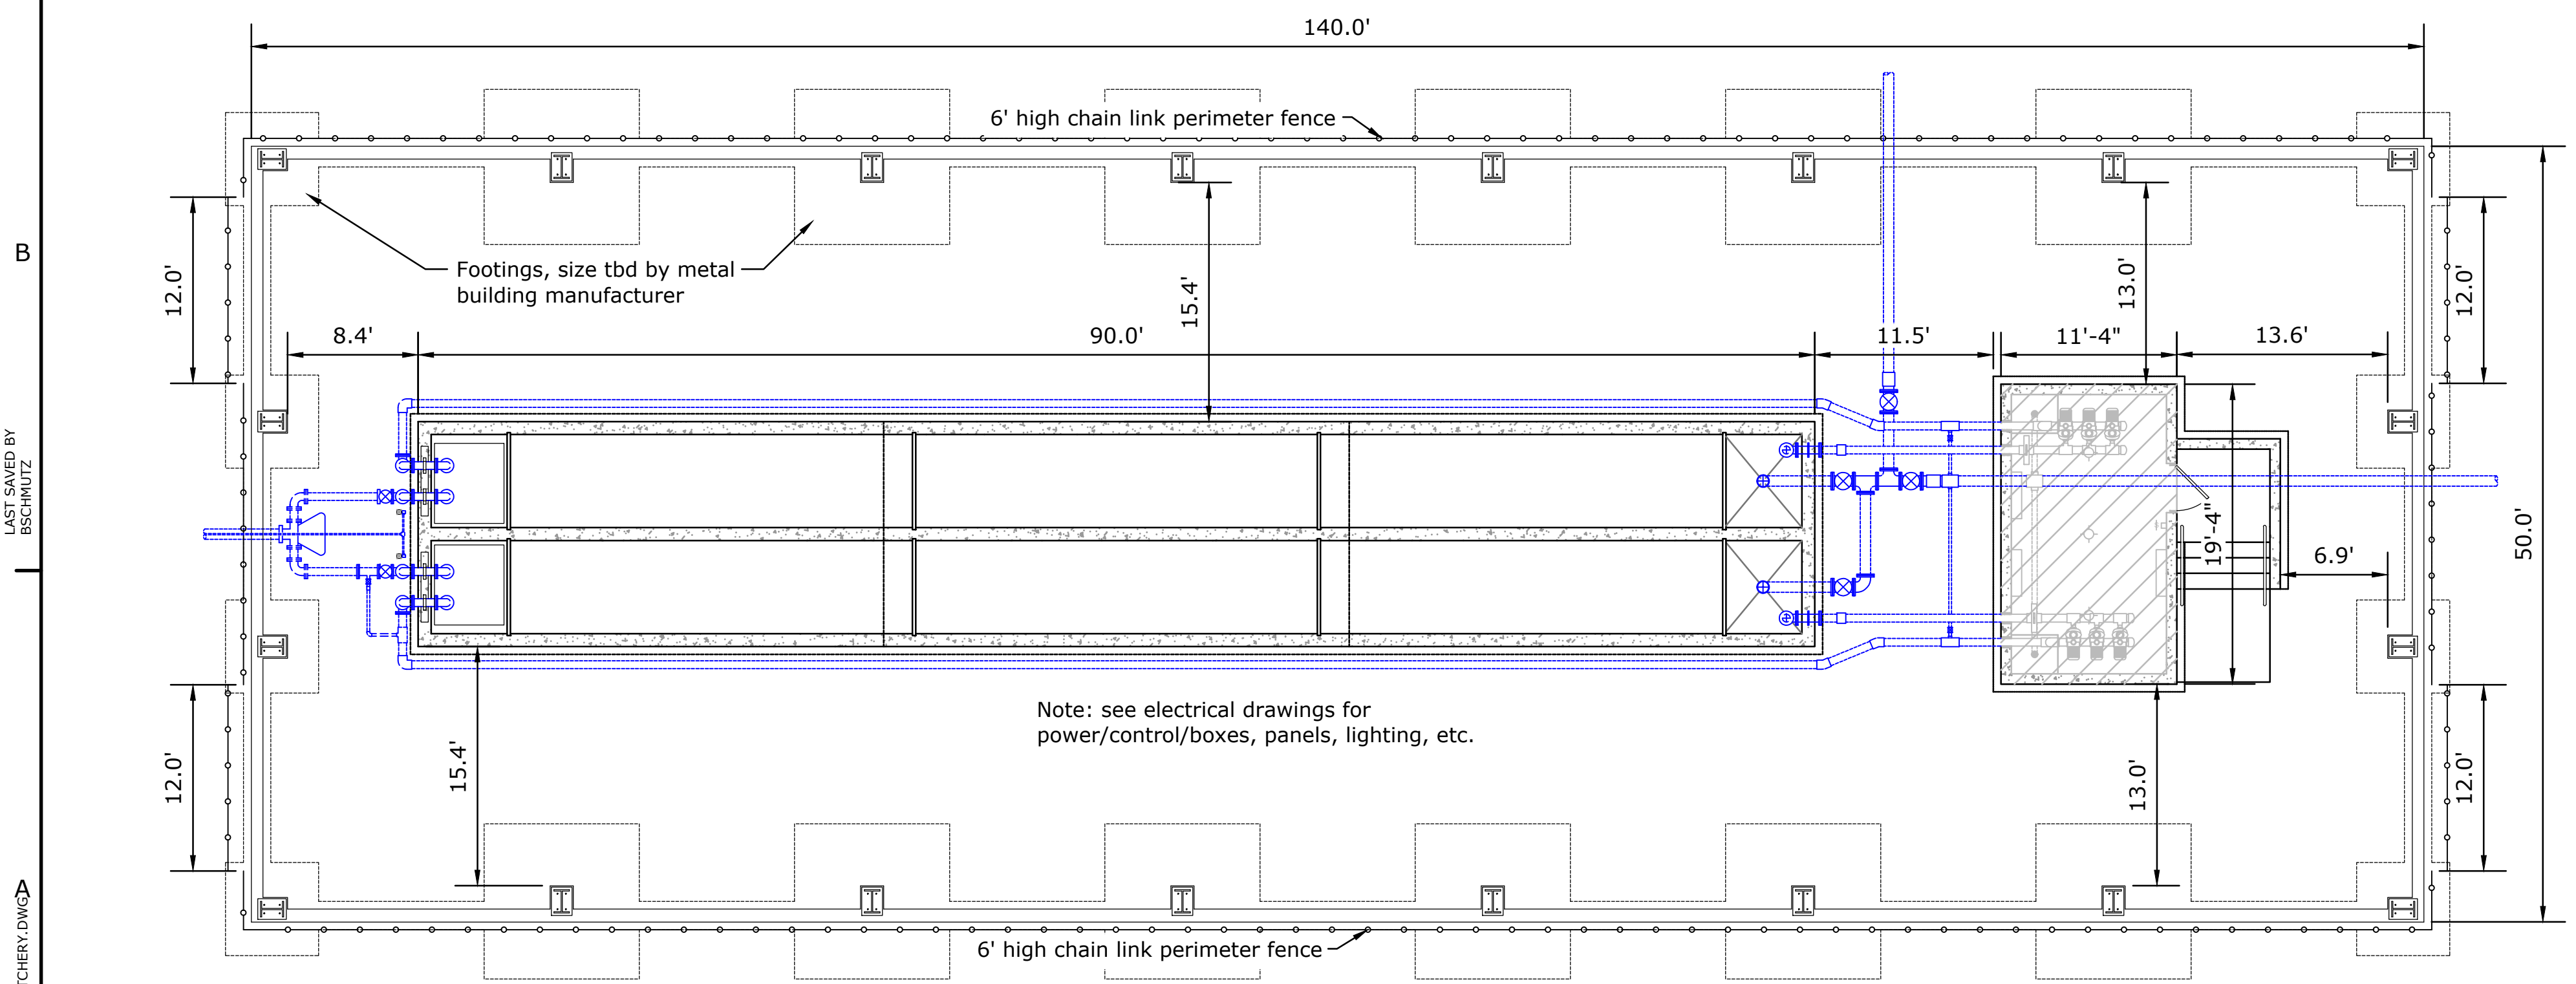 140.0'
6' high chain link perimeter fence
B
Footings, size tbd by metal
building manufacturer
12.0'
15.4'
13.0'
12.0'
8.4'
90.0'
11.5'
11'-4"
13.6'
LAST SAVED BY
BSCHMUTZ
19'-4"
6.9'
50.0'
Note: see electrical drawings for
power/control/boxes, panels, lighting, etc.
12.0'
15.4'
13.0'
12.0'
A
TCHERY.DWG
6' high chain link perimeter fence